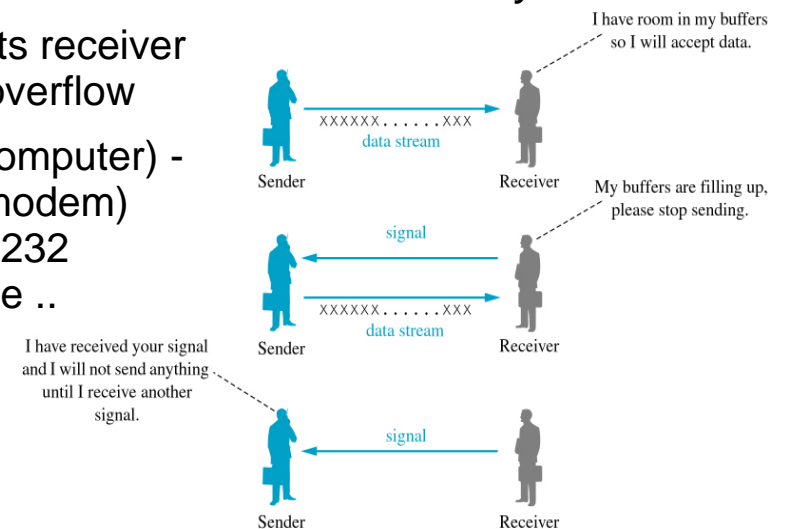 ts receiver
overflow
omputer) -
modem)
232
e ..
I have room in my buffers
so I will accept data.
XXXXXX......XXX
data stream
Sender
Receiver
My buffers are filling up,
please stop sending.
signal
XXXXXX......XXX
data stream
Sender
Receiver
I have received your signal
and I will not send anything
until I receive another
signal.
signal
Sender
Receiver